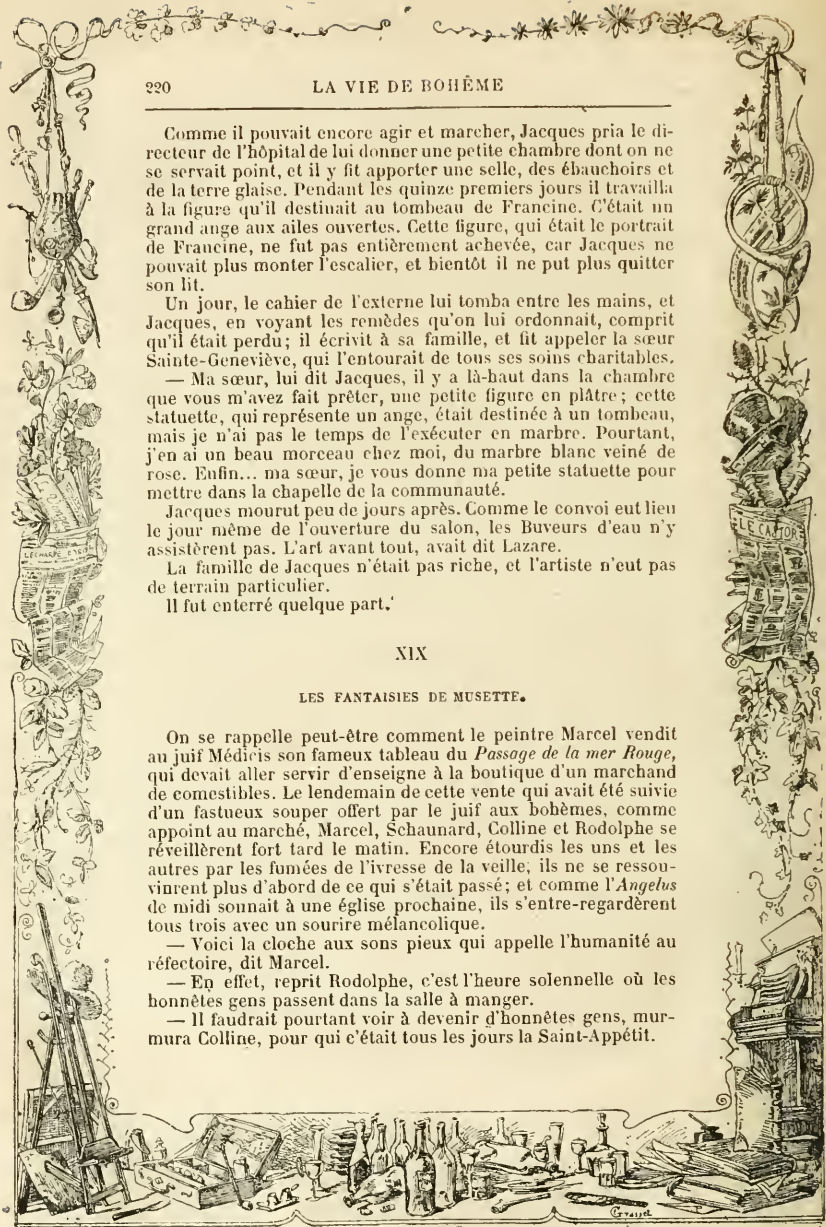 220
LA VIE DE BOHÊME
Comme il pouvait encore agir et marcher, Jacques pria le di-
recteur de l'hôpital de lui donner une petite chambre dont on ne
se servait point, et il y fit apporter une selle, des ébauchoirs et
de la terre glaise. Pendant les quinze premiers jours il travailla
à la figure qu'il destinait au tombeau de Francine. C'était un
grand ange aux ailes ouvertes. Cette figure, qui était le portrait
de Francine, ne fut pas entièrement achevée, car Jacques ne
pouvait plus monter l'escalier, et bientôt il ne put plus quitter
son lit.
Un jour, le cahier de l'externe lui tomba entre les mains, et
Jacques, en voyant les remèdes qu'on lui ordonnait, comprit
qu'il était perdu; il écrivit à sa famille, et fit appeler la sœur
Sainte-Geneviève, qui l'entourait de tous ses soins charitables.
— Ma sœur, lui dit Jacques, il y a là-haut dans la chambre
que vous m'avez fait prêter, une petite figure en plâtre; cette
statuette, qui représente un ange, était destinée à un tombeau,
mais je n'ai pas le temps de l'exécuter en marbre. Pourtant,
j'en ai un beau morceau chez moi, du marbre blanc veiné de
rose. Enfin... ma sœur, je vous donne ma petite statuette pour
mettre dans la chapelle de la communauté.
Jacques mourut peu de jours après. Comme le convoi eut lieu
le jour même de l'ouverture du salon, les Buveurs d'eau n'y
assistèrent pas. L'art avant tout, avait dit Lazare.
La famille de Jacques n'était pas riche, et l'artiste n'eut pas
de terrain particulier.
Il fut enterré quelque part.
XIX
LES FANTAISIES DE MUSETTE.
On se rappelle peut-être comment le peintre Marcel vendit
au juif Médicis son fameux tableau du Passage de la mer Rouge,
qui devait aller servir d'enseigne à la boutique d'un marchand
de comestibles. Le lendemain de cette vente qui avait été suivie
d'un fastueux souper offert par le juif aux bohèmes, comme
appoint au marché, Marcel, Schaunard, Colline et Rodolphe se
réveillèrent fort tard le matin. Encore étourdis les uns et les
autres par les fumées de l'ivresse de la veille, ils ne se ressou-
vinrent plus d'abord de ce qui s'était passé; et comme l'Angelus
de midi sonnait à une église prochaine, ils s'entre-regardèrent
tous trois avec un sourire mélancolique.
— Voici la cloche aux sons pieux qui appelle l'humanité au
réfectoire, dit Marcel.
— En effet, reprit Rodolphe, c'est l'heure solennelle où les
honnêtes gens passent dans la salle à manger.
— Il faudrait pourtant voir à devenir d'honnêtes gens, mur-
mura Colline, pour qui c'était tous les jours la Saint-Appétit.
LE CASTOR
Grasset